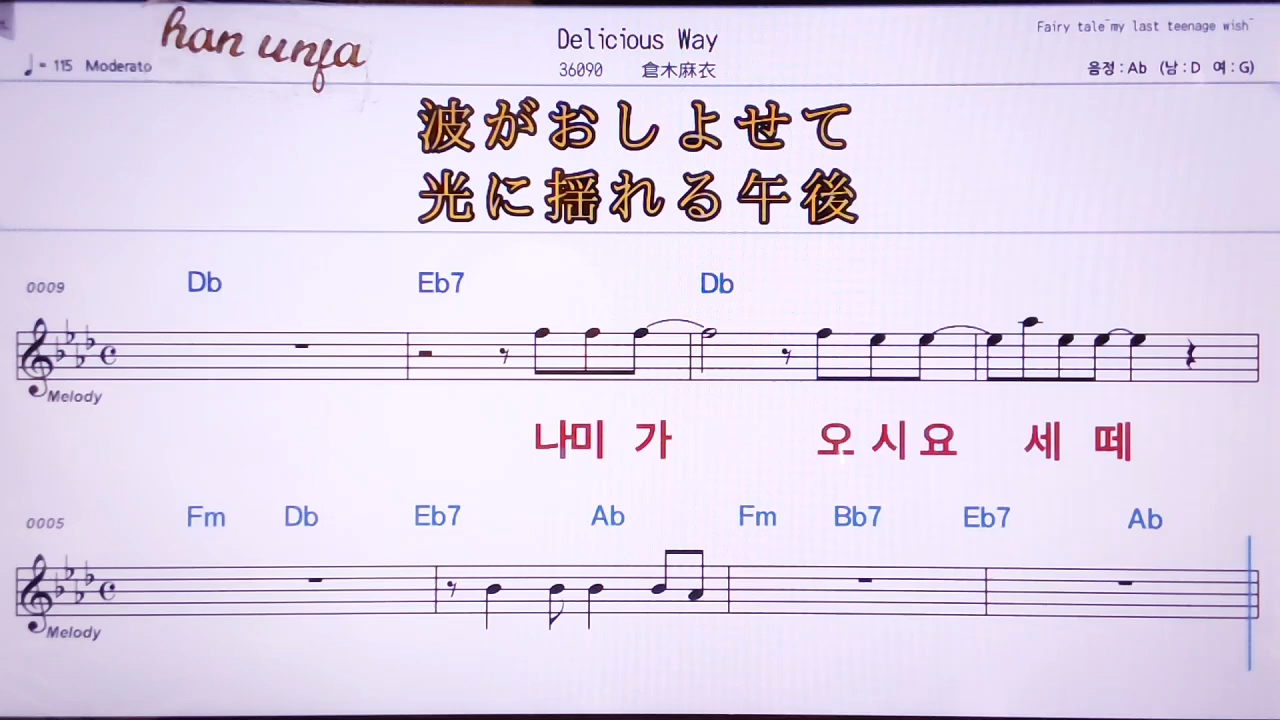 han unfa
Delicious Way
Fairy tale~my last teenage wish~
♩= 115 Moderato
36090 倉木麻衣
음정 : Ab (남 : D 여 : G)
波がおしよせて
光に揺れる午後
0009 Db Eb7 Db
Melody
나미 가 오 시 요 세 떼
0005 Fm Db Eb7 Ab Fm Bb7 Eb7 Ab
Melody